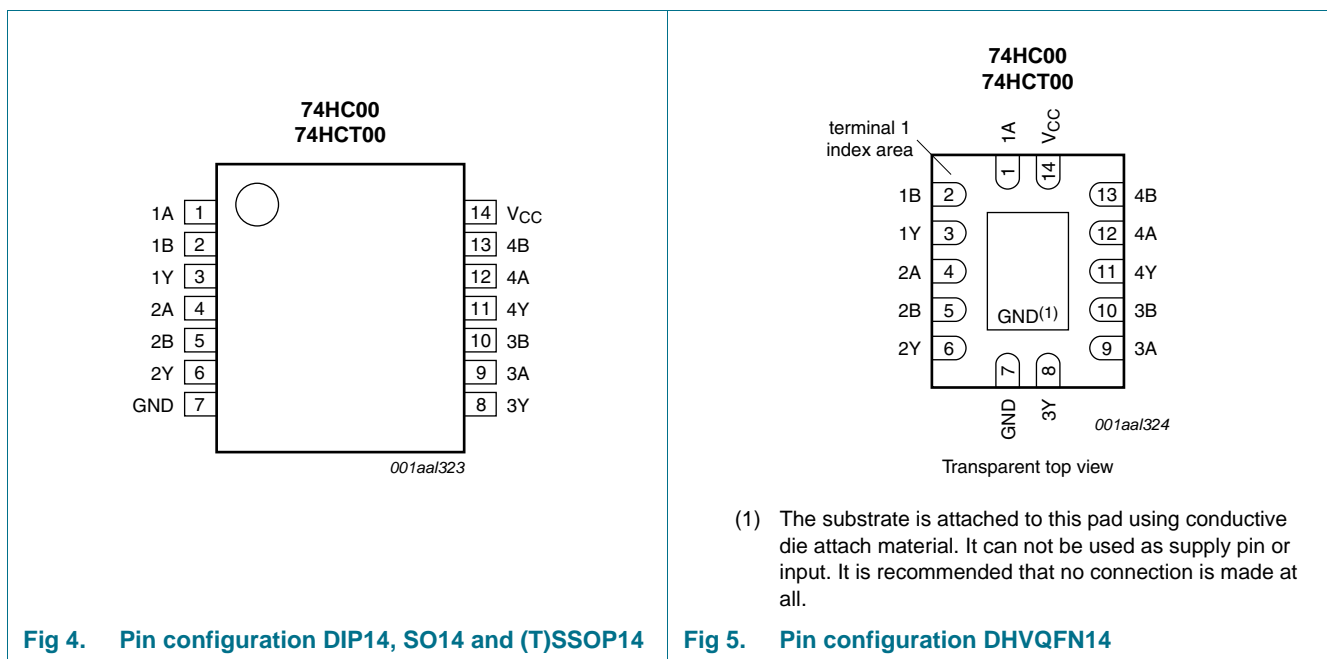 74HC00
74HCT00
1A 1
14 VCC
1B 2
13 4B
1Y 3
12 4A
2A 4
11 4Y
2B 5
10 3B
2Y 6
9 3A
GND 7
8 3Y
001aal323
Fig 4. Pin configuration DIP14, SO14 and (T)SSOP14
74HC00
74HCT00
terminal 1
index area
1A
VCC
1
14
1B 2
13 4B
1Y 3
12 4A
2A 4
11 4Y
2B 5
10 3B
GND(1)
2Y 6
9 3A
7
8
GND
3Y
001aal324
Transparent top view
(1) The substrate is attached to this pad using conductive
die attach material. It can not be used as supply pin or
input. It is recommended that no connection is made at
all.
Fig 5. Pin configuration DHVQFN14